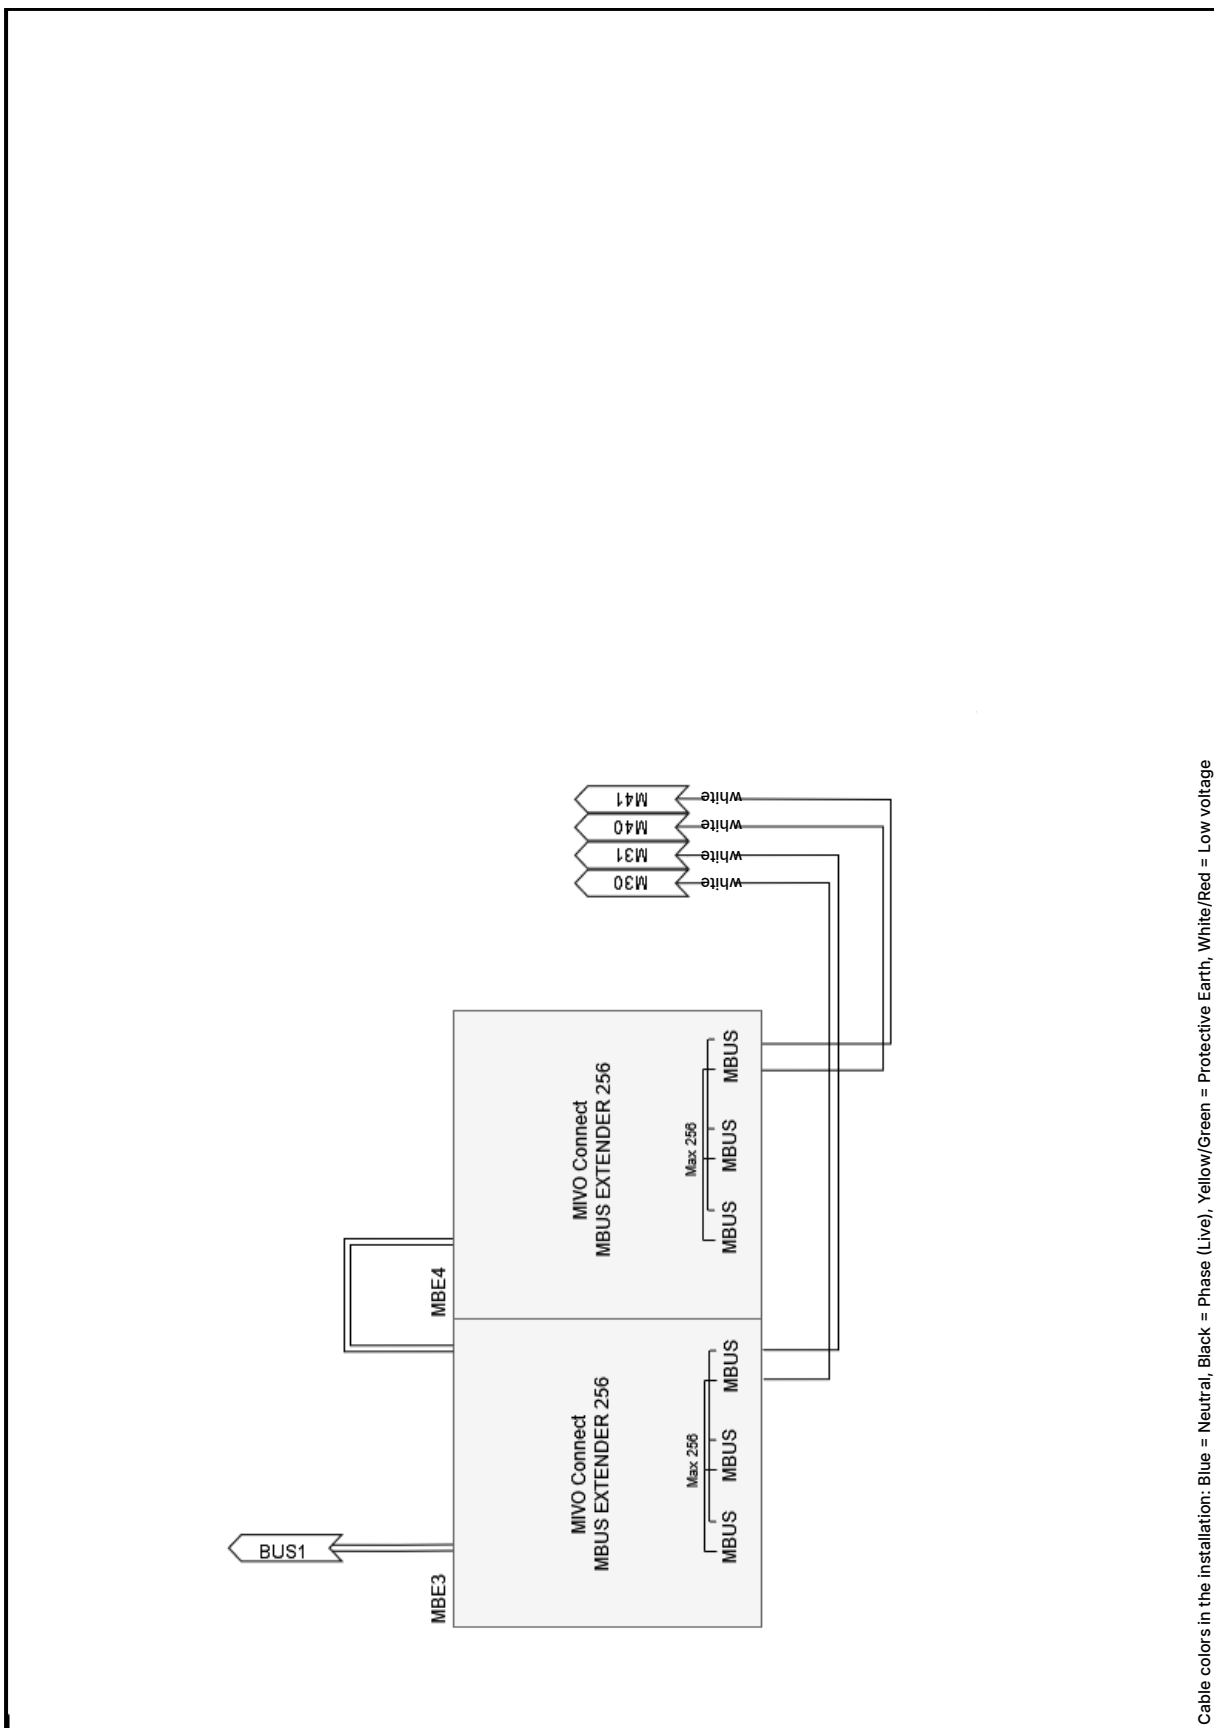 BUS1
MBE3
MIVO Connect
MBUS EXTENDER 256
Max 256
MBUS MBUS MBUS
MBE4
MIVO Connect
MBUS EXTENDER 256
Max 256
MBUS MBUS MBUS
M41 white
M40 white
M31 white
M30 white
Cable colors in the installation: Blue = Neutral, Black = Phase (Live), Yellow/Green = Protective Earth, White/Red = Low voltage